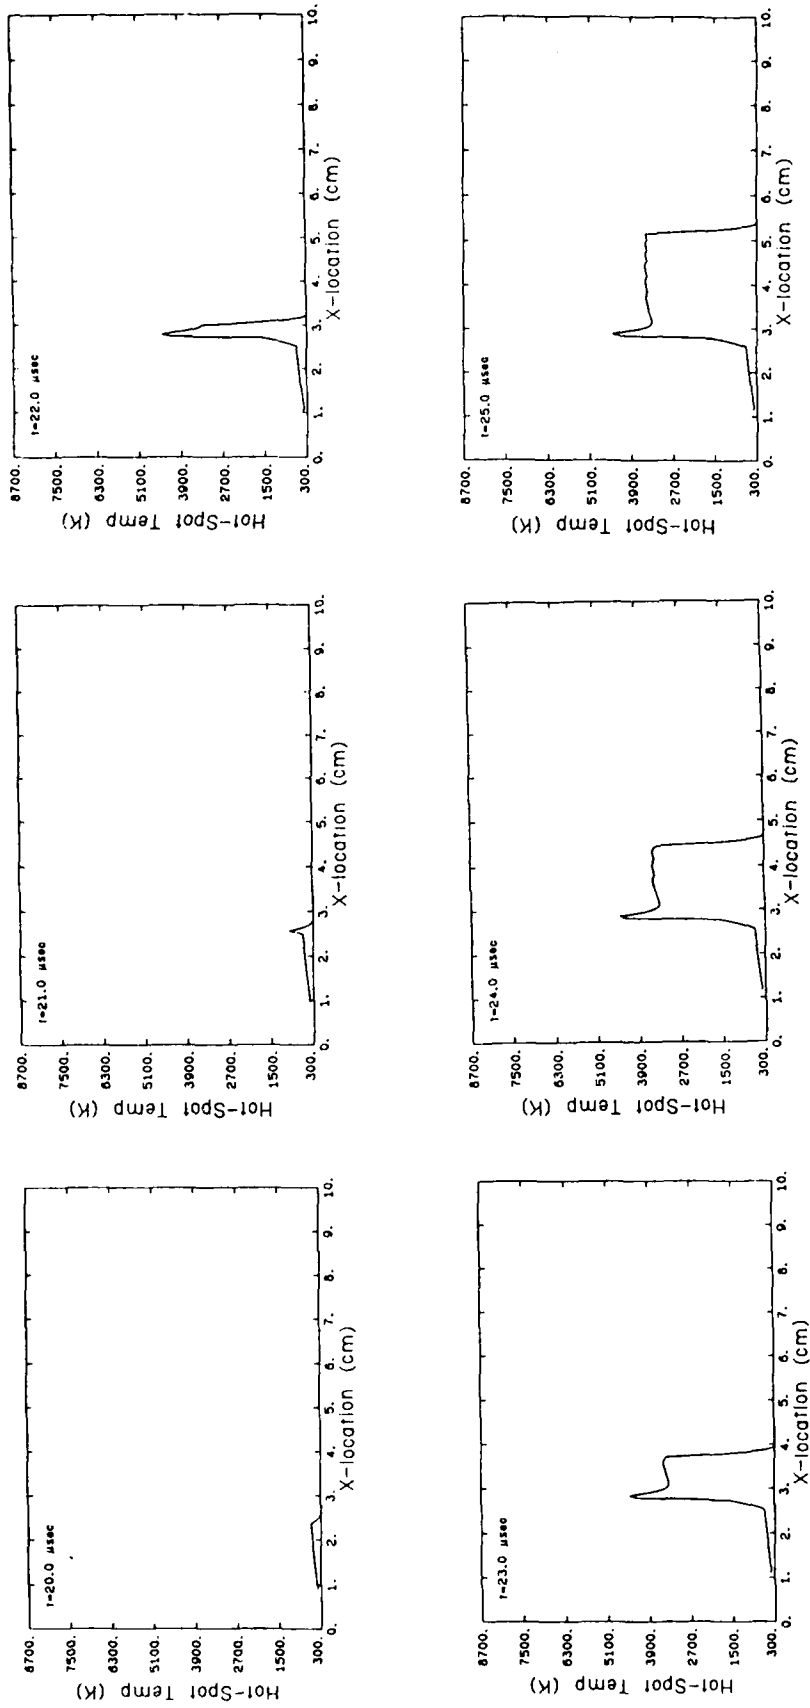 t=20.0 μsec
Hot-Spot Temp (K)
8700.
7500.
6300.
5100.
3900.
2700.
1500.
300.
0. 1. 2. 3. 4. 5. 6. 7. 8. 9. 10.
X-location (cm)
t=21.0 μsec
Hot-Spot Temp (K)
8700.
7500.
6300.
5100.
3900.
2700.
1500.
300.
0. 1. 2. 3. 4. 5. 6. 7. 8. 9. 10.
X-location (cm)
t=22.0 μsec
Hot-Spot Temp (K)
8700.
7500.
6300.
5100.
3900.
2700.
1500.
300.
0. 1. 2. 3. 4. 5. 6. 7. 8. 9. 10.
X-location (cm)
t=23.0 μsec
Hot-Spot Temp (K)
8700.
7500.
6300.
5100.
3900.
2700.
1500.
300.
0. 1. 2. 3. 4. 5. 6. 7. 8. 9. 10.
X-location (cm)
t=24.0 μsec
Hot-Spot Temp (K)
8700.
7500.
6300.
5100.
3900.
2700.
1500.
300.
0. 1. 2. 3. 4. 5. 6. 7. 8. 9. 10.
X-location (cm)
t=25.0 μsec
Hot-Spot Temp (K)
8700.
7500.
6300.
5100.
3900.
2700.
1500.
300.
0. 1. 2. 3. 4. 5. 6. 7. 8. 9. 10.
X-location (cm)